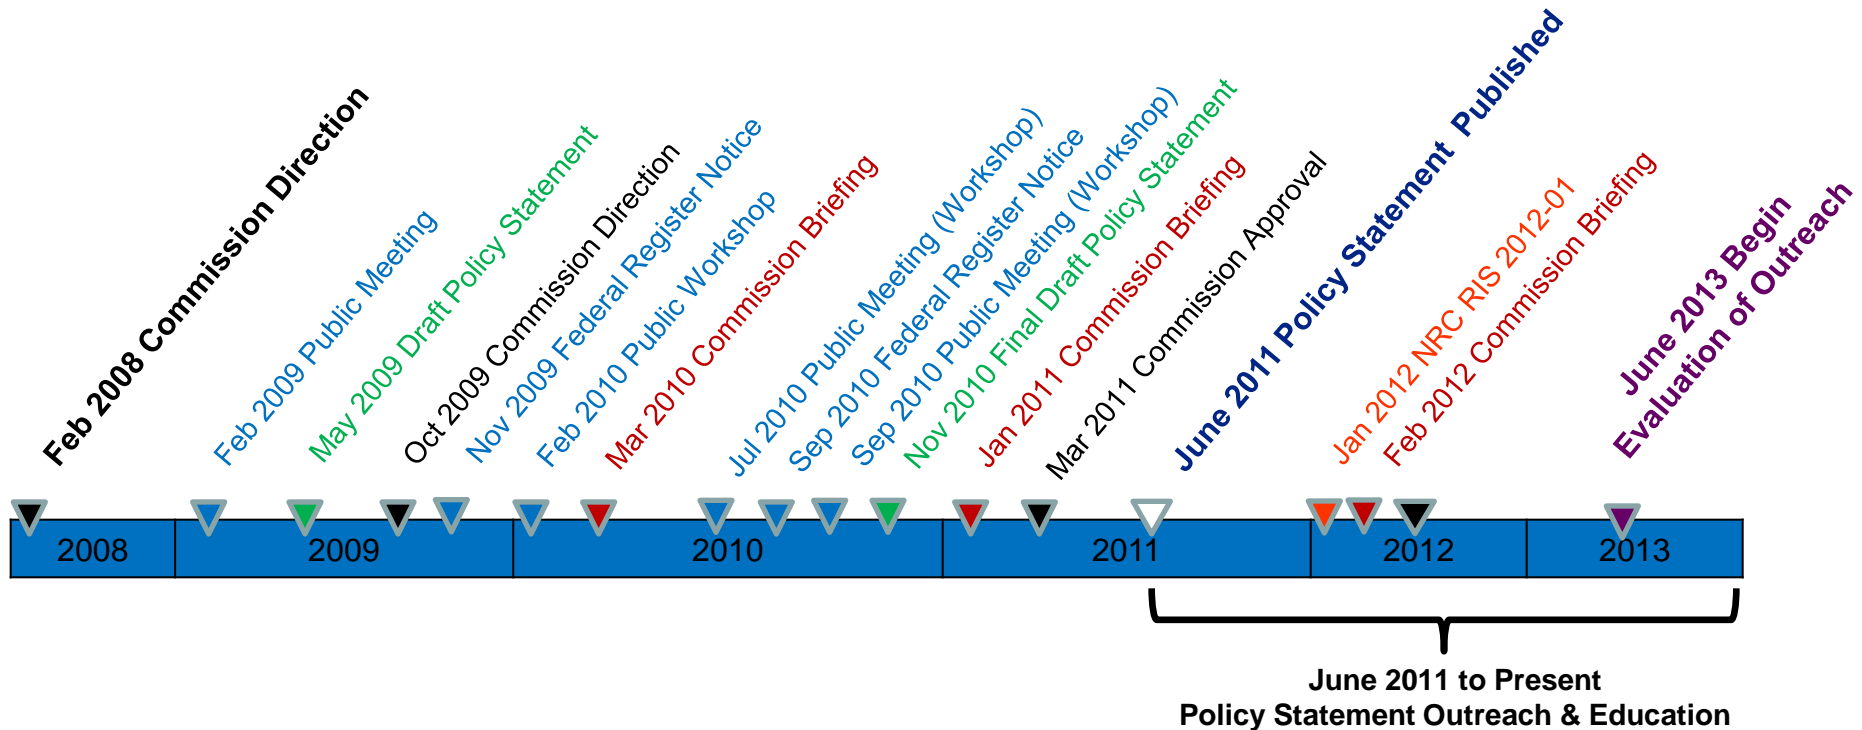 Feb 2008 Commission Direction
Feb 2009 Public Meeting
May 2009 Draft Policy Statement
Oct 2009 Commission Direction
Nov 2009 Federal Register Notice
Feb 2010 Public Workshop
Mar 2010 Commission Briefing
Jul 2010 Public Meeting (Workshop)
Sep 2010 Federal Register Notice
Sep 2010 Public Meeting (Workshop)
Nov 2010 Final Draft Policy Statement
Jan 2011 Commission Briefing
Mar 2011 Commission Approval
June 2011 Policy Statement Published
Jan 2012 NRC RIS 2012-01
Feb 2012 Commission Briefing
June 2013 Begin
Evaluation of Outreach
2008
2009
2010
2011
2012
2013
June 2011 to Present
Policy Statement Outreach & Education